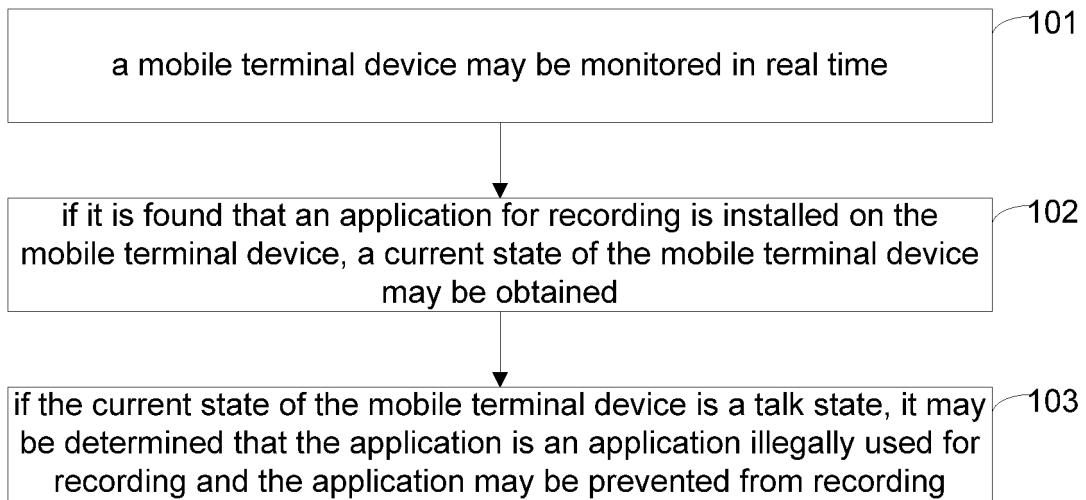 101
a mobile terminal device may be monitored in real time
102
if it is found that an application for recording is installed on the
mobile terminal device, a current state of the mobile terminal device
may be obtained
103
if the current state of the mobile terminal device is a talk state, it may
be determined that the application is an application illegally used for
recording and the application may be prevented from recording